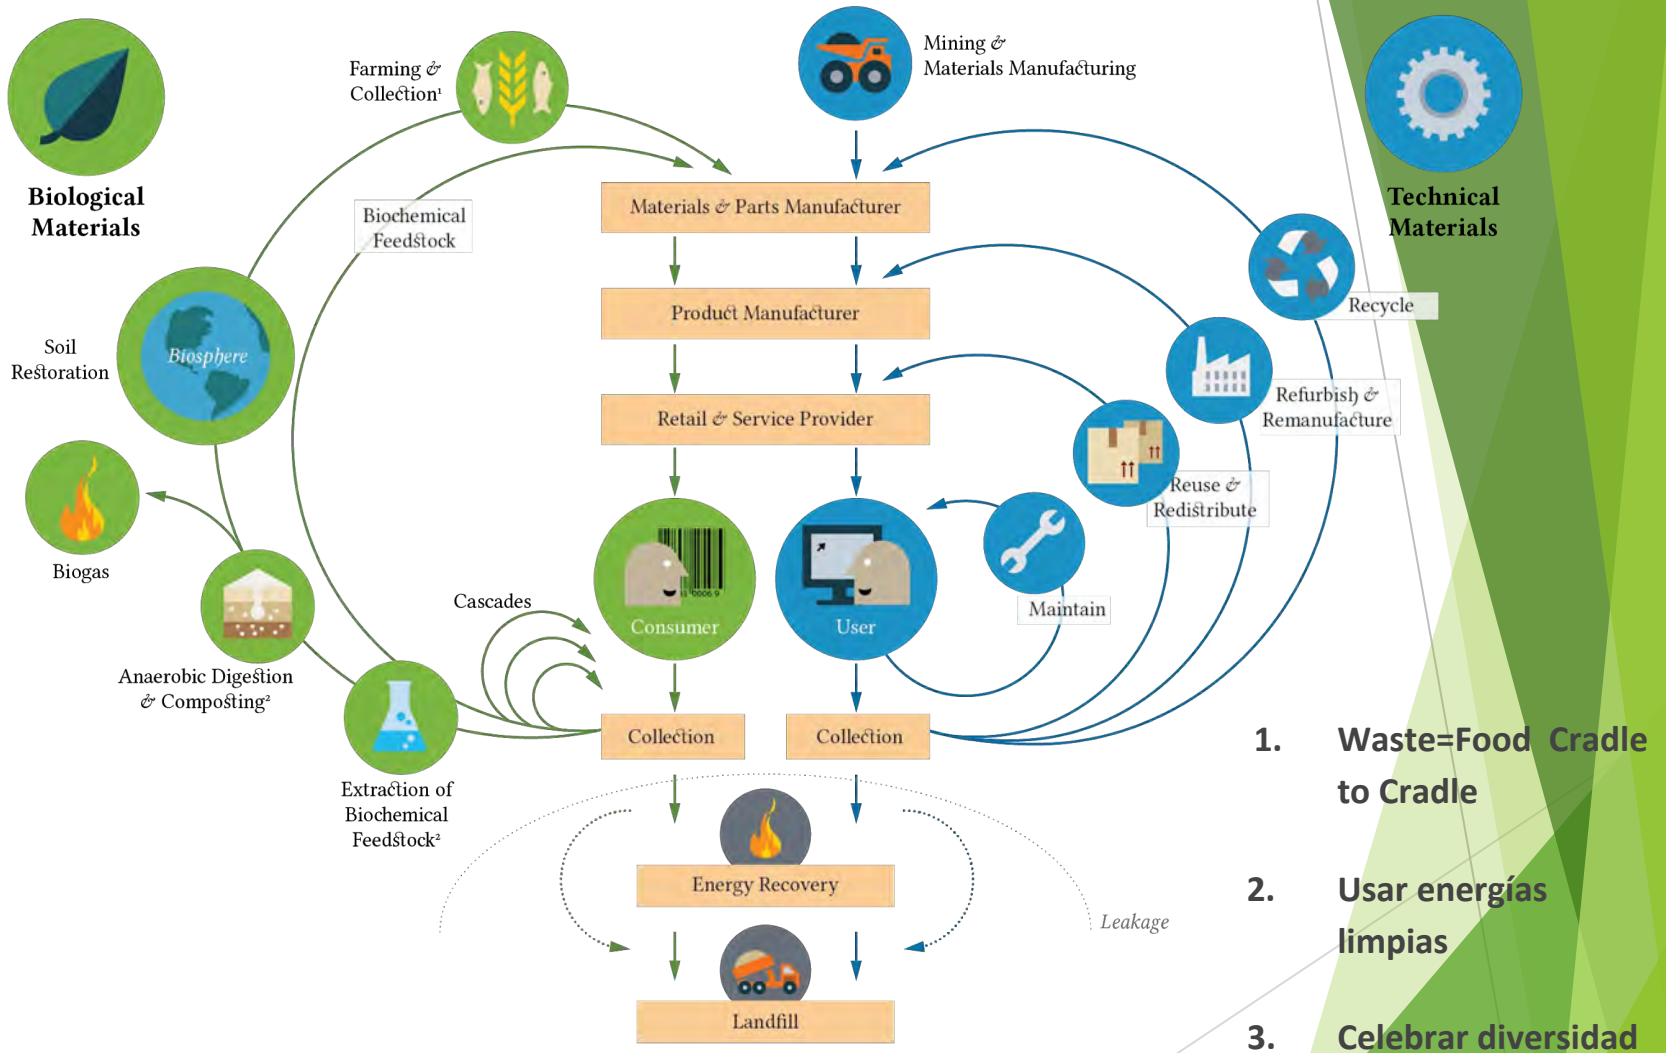 Biological
Materials
Farming &
Collection¹
Mining &
Materials Manufacturing
Technical
Materials
Biochemical
Feedstock
Materials & Parts Manufacturer
Recycle
Product Manufacturer
Soil
Restoration
Biosphere
Refurbish &
Remanufacture
Retail & Service Provider
Reuse &
Redistribute
Biogas
Cascades
Consumer
User
Maintain
Anaerobic Digestion
& Composting²
Collection
Collection
Extraction of
Biochemical
Feedstock²
Energy Recovery
Leakage
Landfill
1. Waste=Food Cradle
to Cradle
2. Usar energías
limpias
3. Celebrar diversidad